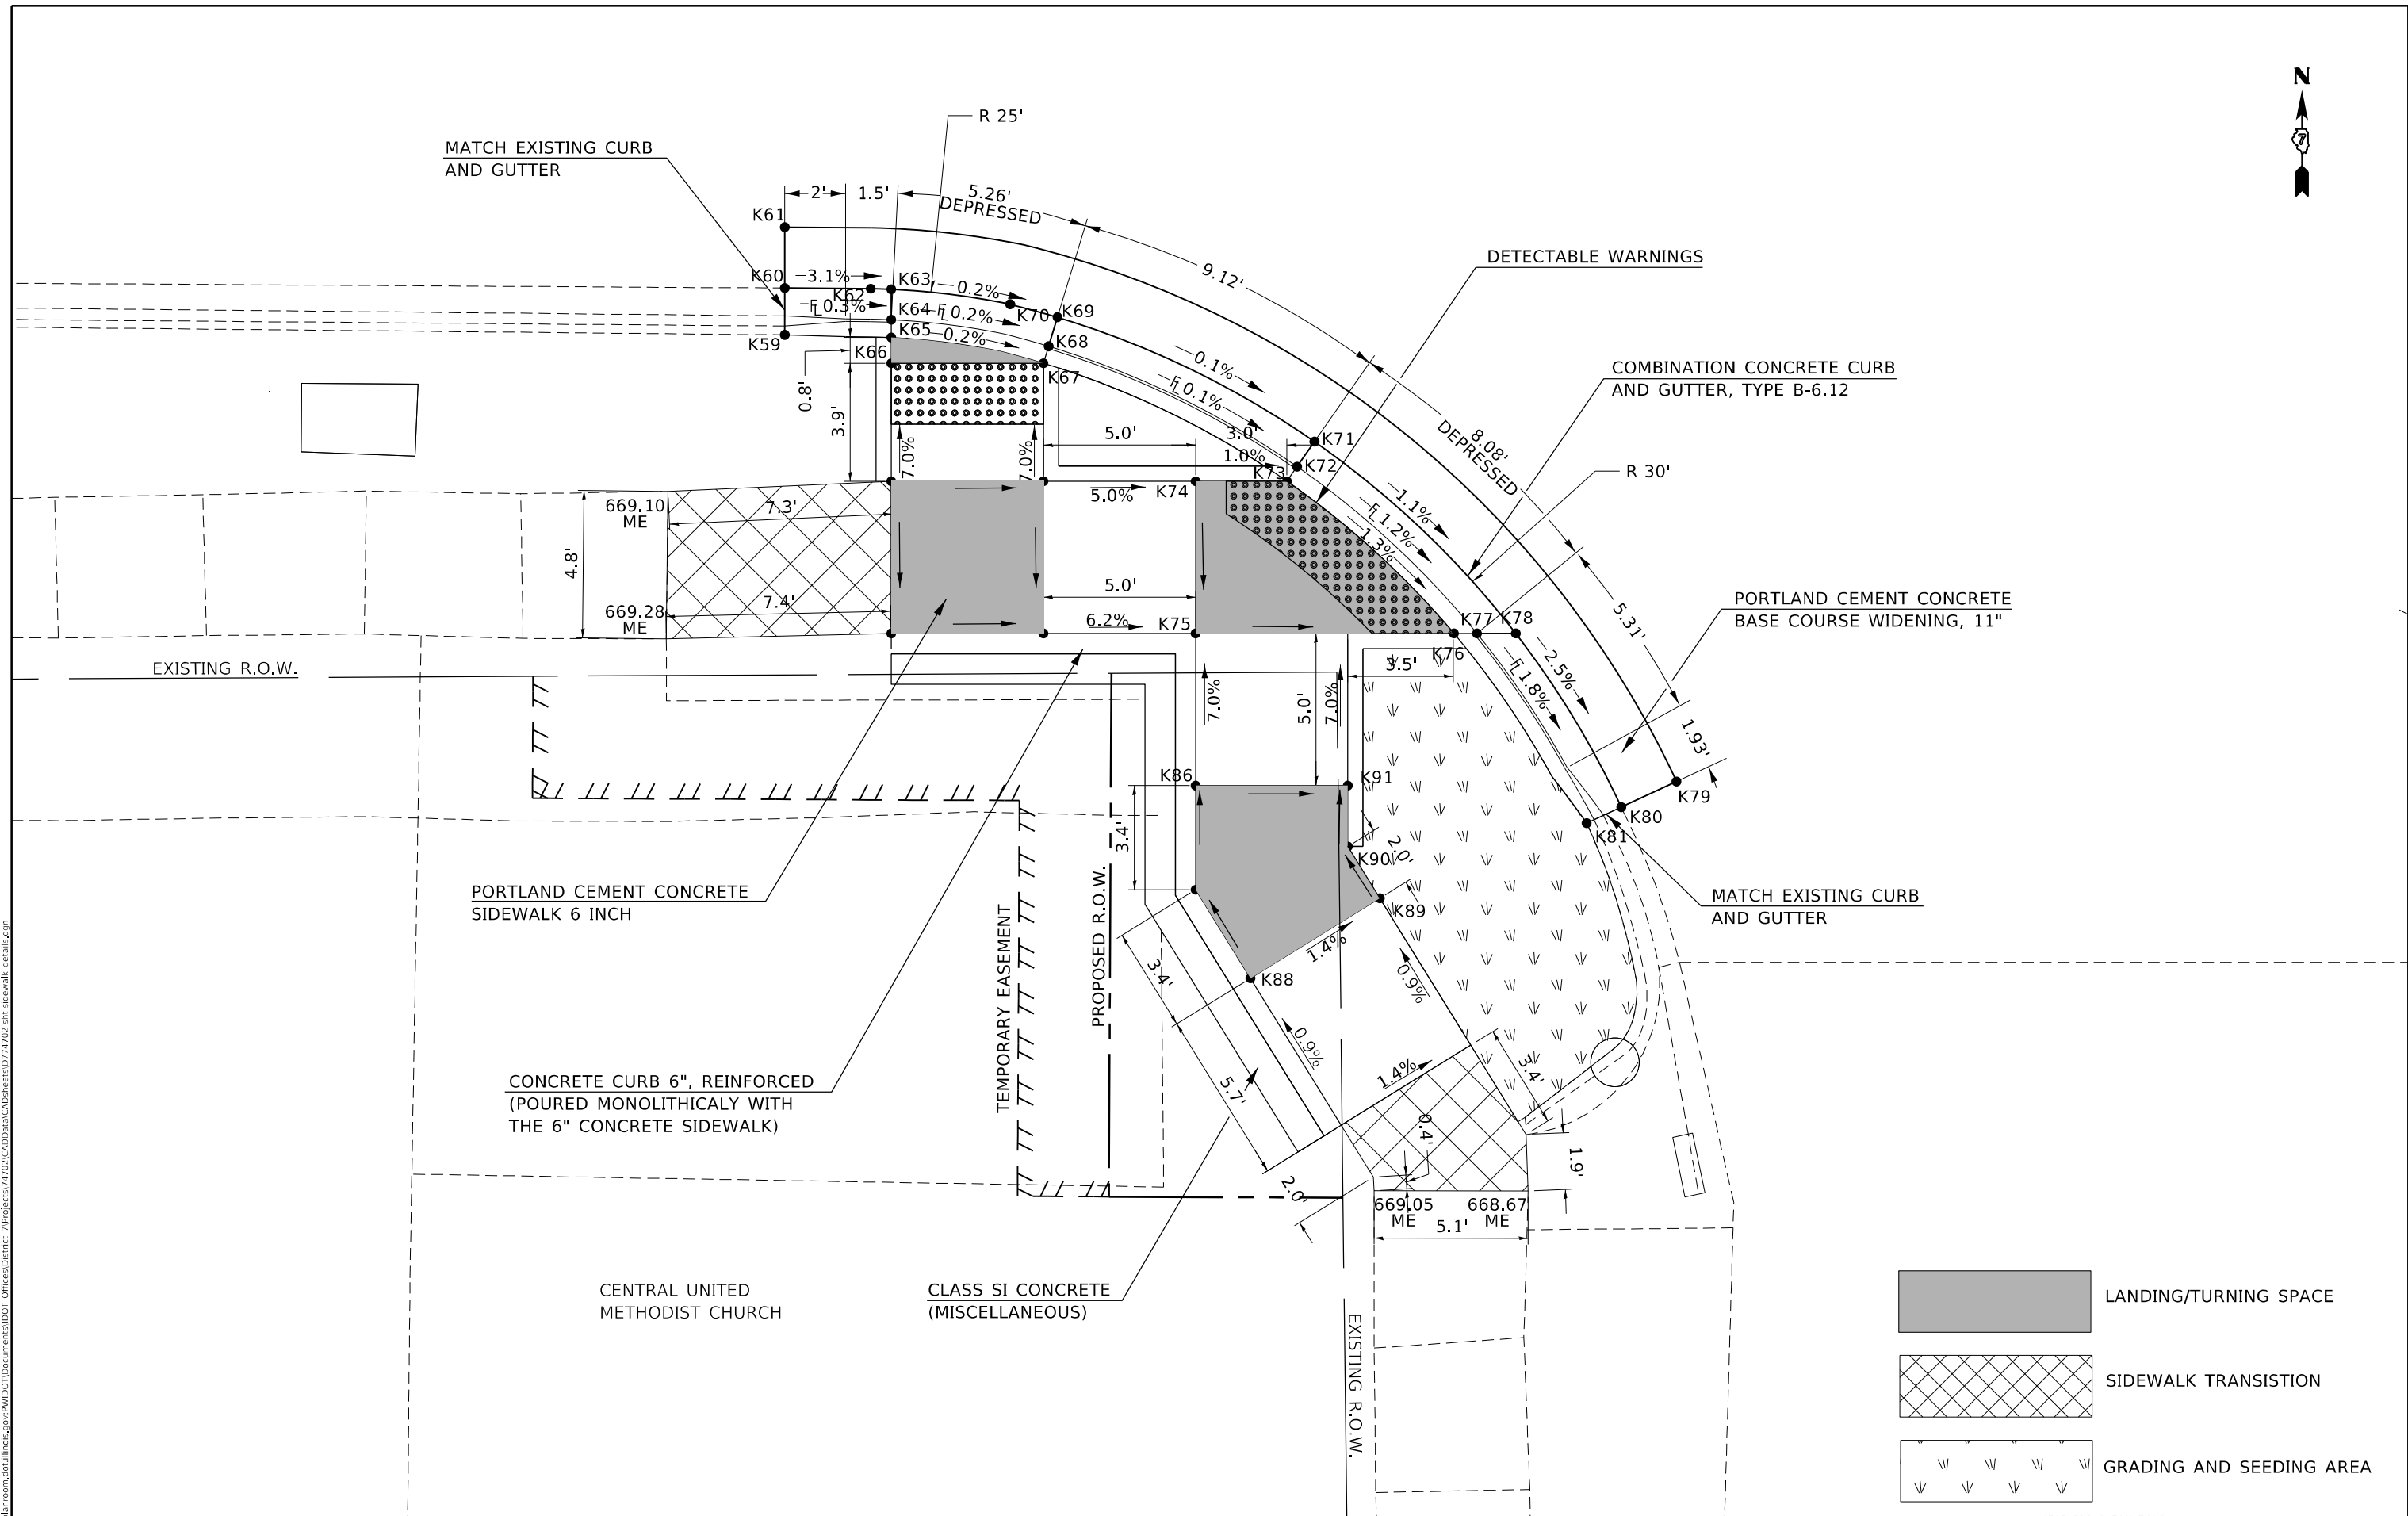 N
7
R 25'
MATCH EXISTING CURB
AND GUTTER
2'
1.5'
5.26'
DEPRESSED
K61
9.12'
DETECTABLE WARNINGS
K60
3.1%
K62
K63
0.2%
0.3%
K64
0.2%
K70
K69
K59
K65
0.2%
K68
K66
K67
0.1%
0.1%
COMBINATION CONCRETE CURB
AND GUTTER, TYPE B-6.12
0.8'
3.9'
7.0%
7.0%
5.0'
3.0'
1.0%
K71
K72
K73
8.08'
DEPRESSED
R 30'
669.10
ME
7.3'
5.0%
K74
1.1%
1.2%
1.3%
4.8'
669.28
ME
7.4'
5.0'
6.2%
K75
K76
K77
K78
5.31'
PORTLAND CEMENT CONCRETE
BASE COURSE WIDENING, 11"
EXISTING R.O.W.
3.5'
1.8%
2.5%
7.0%
5.0'
7.0%
1.93'
K86
K91
K79
K80
K81
3.4'
2.0'
K90
K89
PORTLAND CEMENT CONCRETE
SIDEWALK 6 INCH
MATCH EXISTING CURB
AND GUTTER
TEMPORARY EASEMENT
PROPOSED R.O.W.
1.4%
K88
3.4'
0.9%
0.9%
CONCRETE CURB 6", REINFORCED
(POURED MONOLITHICALY WITH
THE 6" CONCRETE SIDEWALK)
5.7'
1.4%
3.4'
0.4'
1.9'
2.0'
669.05
ME
668.67
ME
5.1'
CENTRAL UNITED
METHODIST CHURCH
CLASS SI CONCRETE
(MISCELLANEOUS)
EXISTING R.O.W.
LANDING/TURNING SPACE
SIDEWALK TRANSISTION
GRADING AND SEEDING AREA